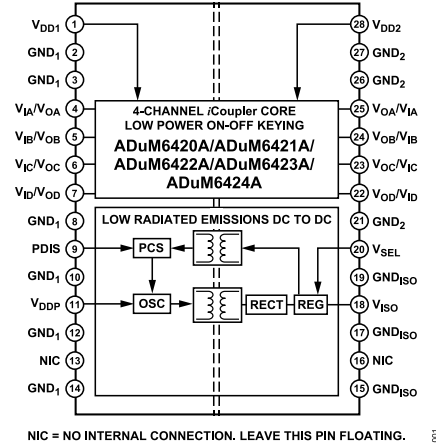 VDD1 1
GND1 2
GND1 3
VIA/VOA 4
VIB/VOB 5
VIC/VOC 6
VID/VOD 7
GND1 8
PDIS 9
GND1 10
VDDP 11
GND1 12
NIC 13
GND1 14
28 VDD2
27 GND2
26 GND2
25 VOA/VIA
24 VOB/VIB
23 VOC/VIC
22 VOD/VID
21 GND2
20 VSEL
19 GNDISO
18 VISO
17 GNDISO
16 NIC
15 GNDISO
4-CHANNEL iCoupler CORE
LOW POWER ON-OFF KEYING
ADuM6420A/ADuM6421A/
ADuM6422A/ADuM6423A/
ADuM6424A
LOW RADIATED EMISSIONS DC TO DC
PCS
OSC
RECT
REG
NIC = NO INTERNAL CONNECTION. LEAVE THIS PIN FLOATING.
001